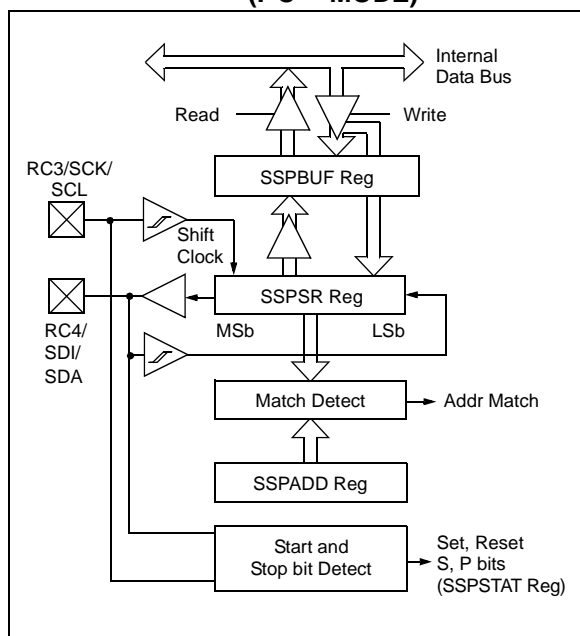 MODE)
Internal
Data Bus
Read
Write
SSPBUF Reg
RC3/SCK/
SCL
Shift
Clock
SSPSR Reg
MSb
LSb
RC4/
SDI/
SDA
Match Detect
Addr Match
SSPADD Reg
Start and
Stop bit Detect
Set, Reset
S, P bits
(SSPSTAT Reg)